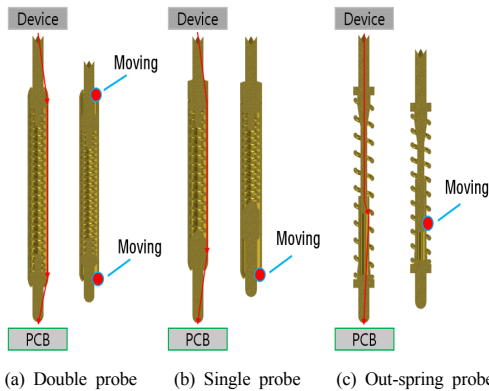 Device
Device
Device
Moving
Moving
Moving
Moving
PCB
PCB
PCB
(a) Double probe
(b) Single probe
(c) Out-spring probe